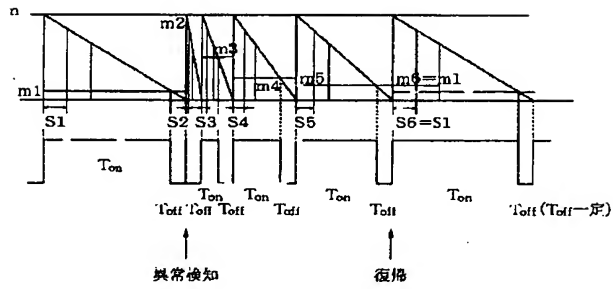 n
m2
m3
m1
m4
m5
m6=m1
S1
S2
S3
S4
S5
S6=S1
Ton
Ton
Ton
Ton
Ton
Toff
Toff
Toff
Toff
Toff
Toff(Toff一定)
異常検知
復帰